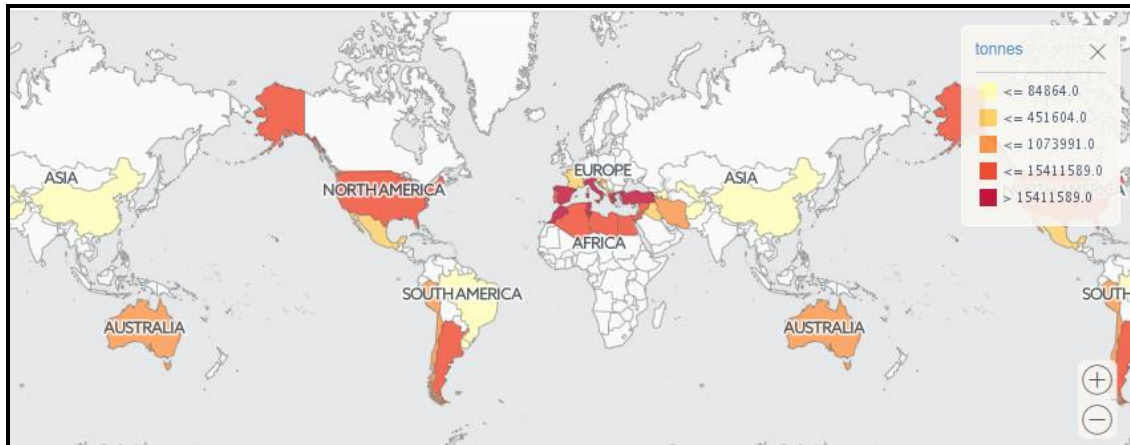 tonnes
<= 84864.0
<= 451604.0
<= 1073991.0
<= 15411589.0
> 15411589.0
ASIA
EUROPE
ASIA
NORTH AMERICA
AFRICA
SOUTH AMERICA
SOUTH
AUSTRALIA
AUSTRALIA